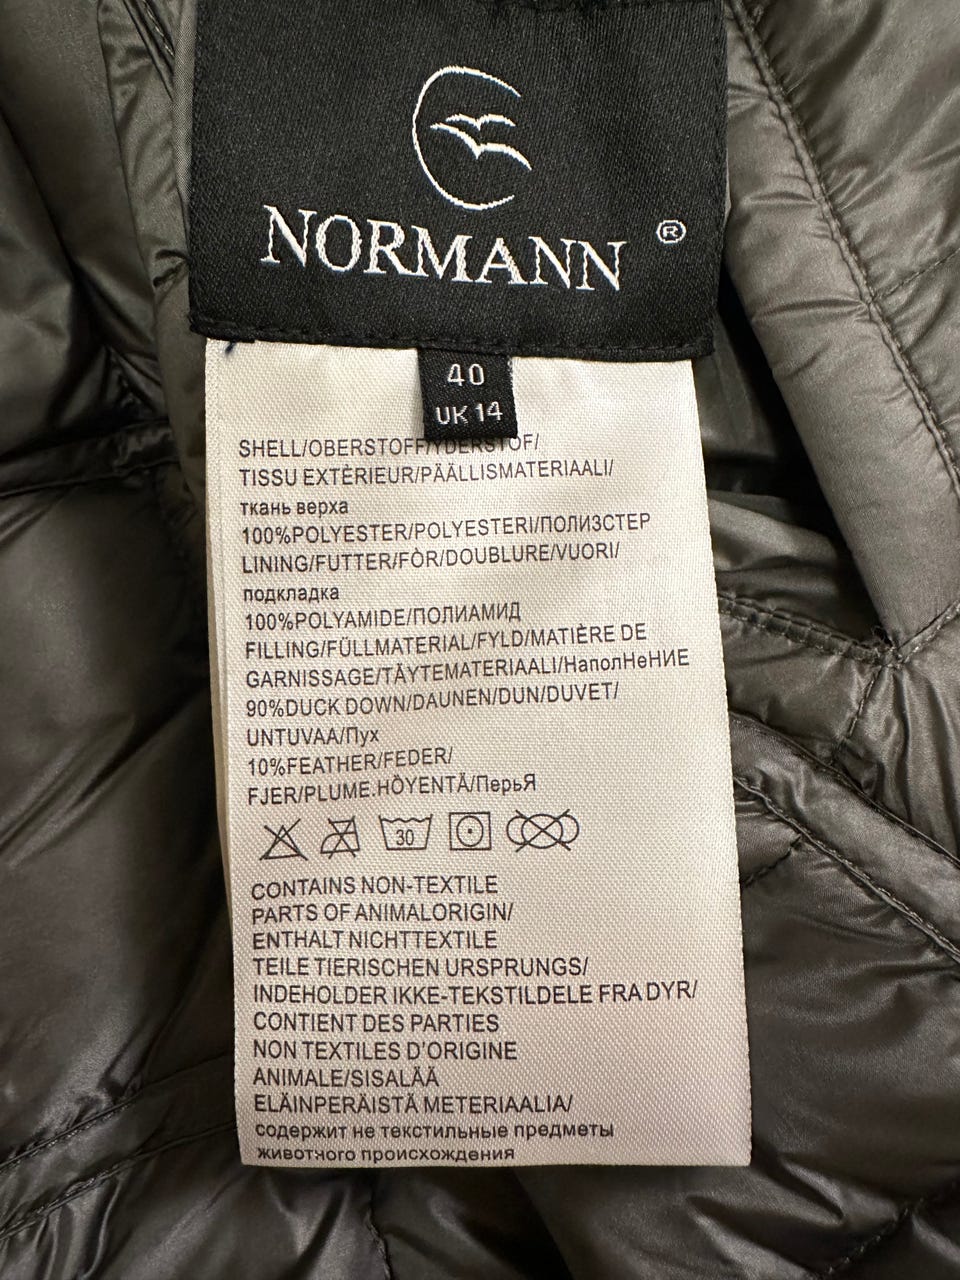 NORMANN ®
40
UK 14
SHELL/OBERSTOFF/YDERSTOF/
TISSU EXTÈRIEUR/PÄÄLLISMATERIAALI/
ткань верха
100%POLYESTER/POLYESTERI/ПОЛИЗСТЕР
LINING/FUTTER/FÒR/DOUBLURE/VUORI/
подкладка
100%POLYAMIDE/ПОЛИАМИД
FILLING/FÜLLMATERIAL/FYLD/MATIÈRE DE
GARNISSAGE/TÄYTEMATERIAALI/НаполНеНИЕ
90%DUCK DOWN/DAUNEN/DUN/DUVET/
UNTUVAA/Пух
10%FEATHER/FEDER/
FJER/PLUME.HÖYENTÄ/ПерьЯ
30
CONTAINS NON-TEXTILE
PARTS OF ANIMALORIGIN/
ENTHALT NICHTTEXTILE
TEILE TIERISCHEN URSPRUNGS/
INDEHOLDER IKKE-TEKSTILDELE FRA DYR/
CONTIENT DES PARTIES
NON TEXTILES D'ORIGINE
ANIMALE/SISALÄÄ
ELÄINPERÄISTÄ METERIAALIA/
содержит не текстильные предметы
животного происхождения